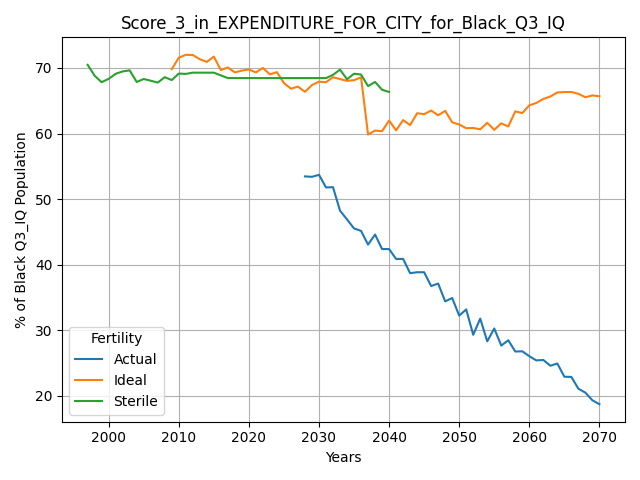 Score_3_in_EXPENDITURE_FOR_CITY_for_Black_Q3_IQ
% of Black Q3_IQ Population
70
60
50
40
30
20
Fertility
Actual
Ideal
Sterile
2000 2010 2020 2030 2040 2050 2060 2070
Years